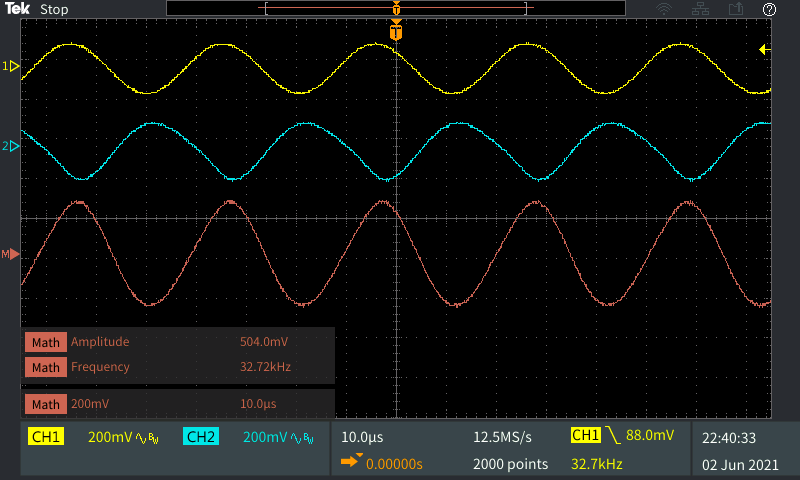 Tek Stop
T
T
?
1
2
M
Math Amplitude 504.0mV
Math Frequency 32.72kHz
Math 200mV 10.0µs
CH1 200mV BW CH2 200mV BW
10.0µs 12.5MS/s CH1 88.0mV
0.00000s 2000 points 32.7kHz
22:40:33
02 Jun 2021